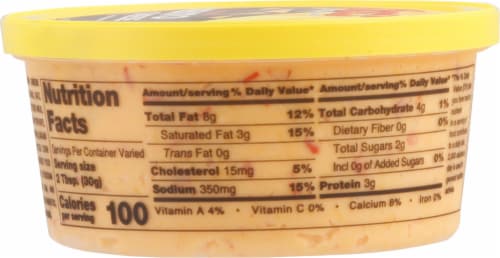 Nutrition
Facts
Servings Per Container Varied
Serving size
2 Tbsp. (30g)
Calories
per serving 100
Amount/serving % Daily Value*
Total Fat 8g 12%
Saturated Fat 3g 15%
Trans Fat 0g
Cholesterol 15mg 5%
Sodium 350mg 15%
Amount/serving % Daily Value*
Total Carbohydrate 4g 1%
Dietary Fiber 0g 0%
Total Sugars 2g
Incl 0g of Added Sugars 0%
Protein 3g
Vitamin A 4% • Vitamin C 0% • Calcium 8% • Iron 0%